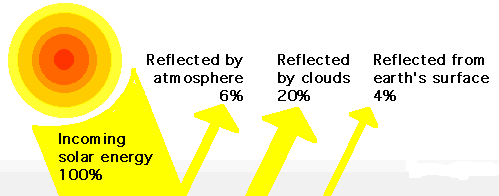 Reflected by
atmosphere
6%
Reflected
by clouds
20%
Reflected from
earth's surface
4%
Incoming
solar energy
100%